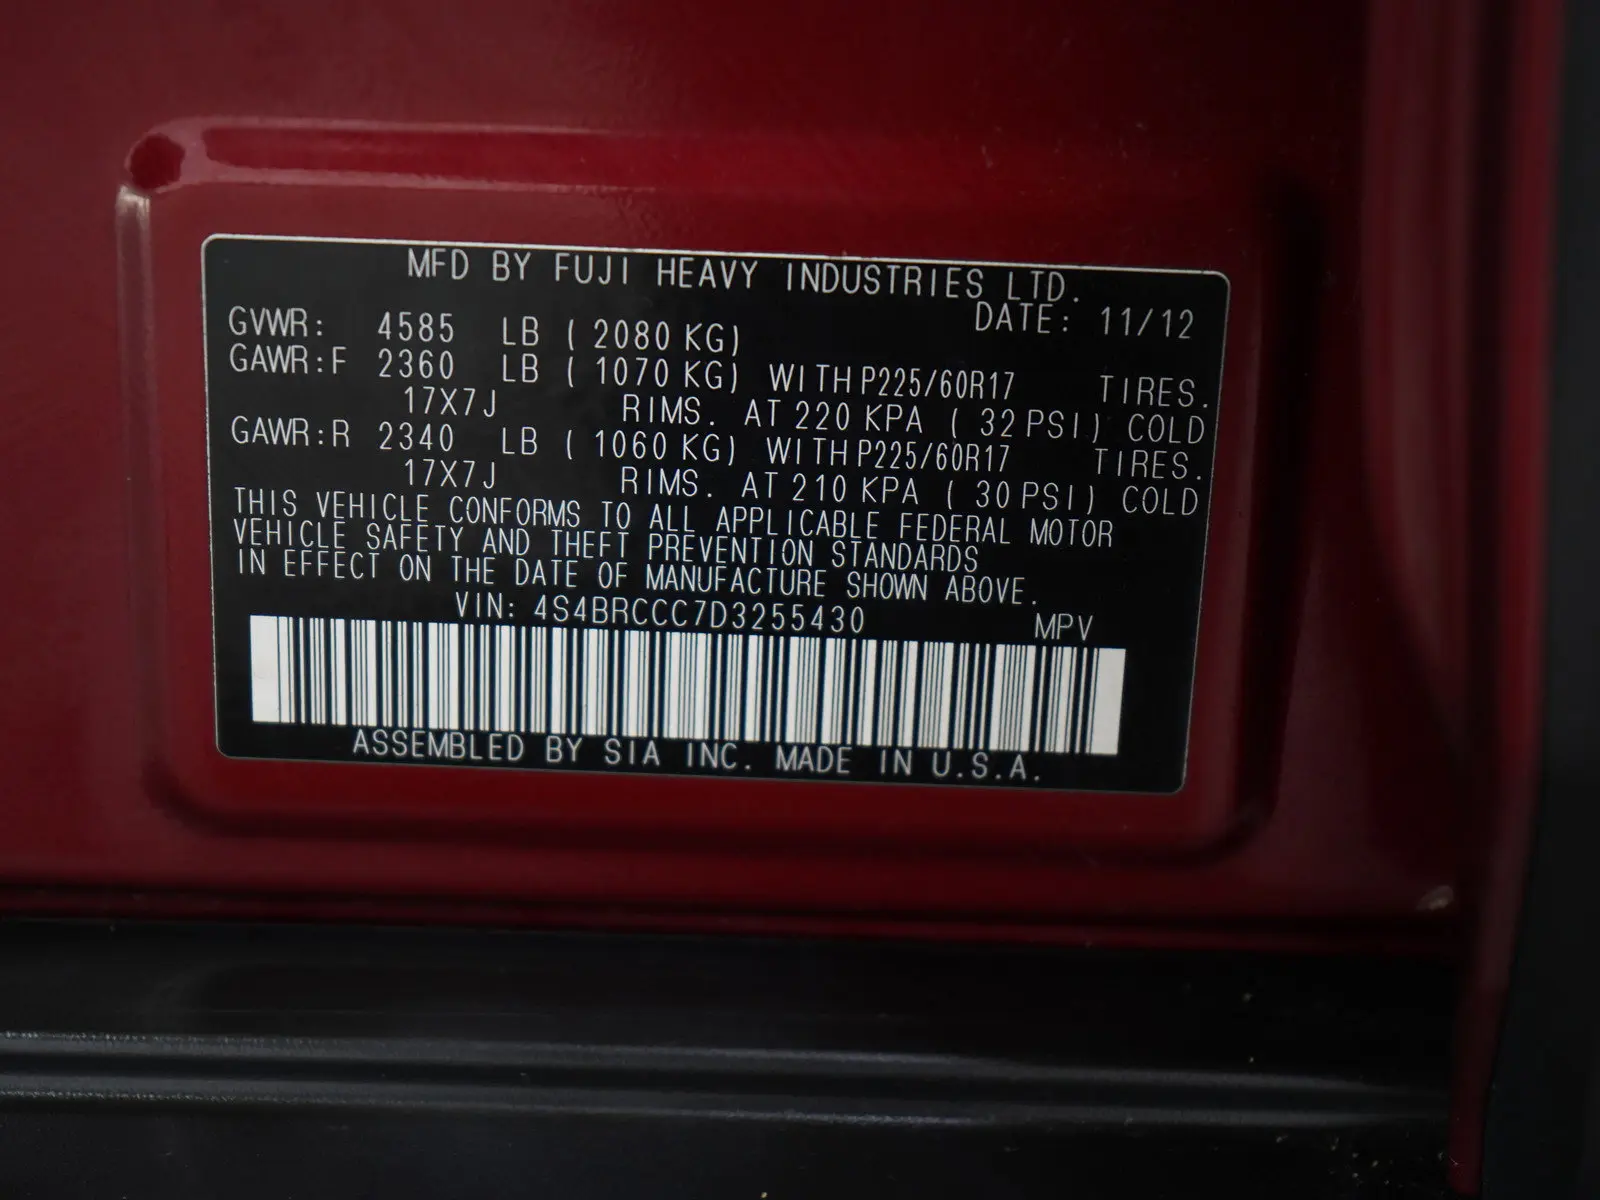 MFD BY FUJI HEAVY INDUSTRIES LTD.
DATE: 11/12
GVWR: 4585 LB ( 2080 KG)
GAWR:F 2360 LB ( 1070 KG) WITH P225/60R17 TIRES.
17X7J RIMS. AT 220 KPA ( 32 PSI) COLD
GAWR:R 2340 LB ( 1060 KG) WITH P225/60R17 TIRES.
17X7J RIMS. AT 210 KPA ( 30 PSI) COLD
THIS VEHICLE CONFORMS TO ALL APPLICABLE FEDERAL MOTOR
VEHICLE SAFETY AND THEFT PREVENTION STANDARDS
IN EFFECT ON THE DATE OF MANUFACTURE SHOWN ABOVE.
VIN: 4S4BRCCC7D3255430 MPV
ASSEMBLED BY SIA INC. MADE IN U.S.A.